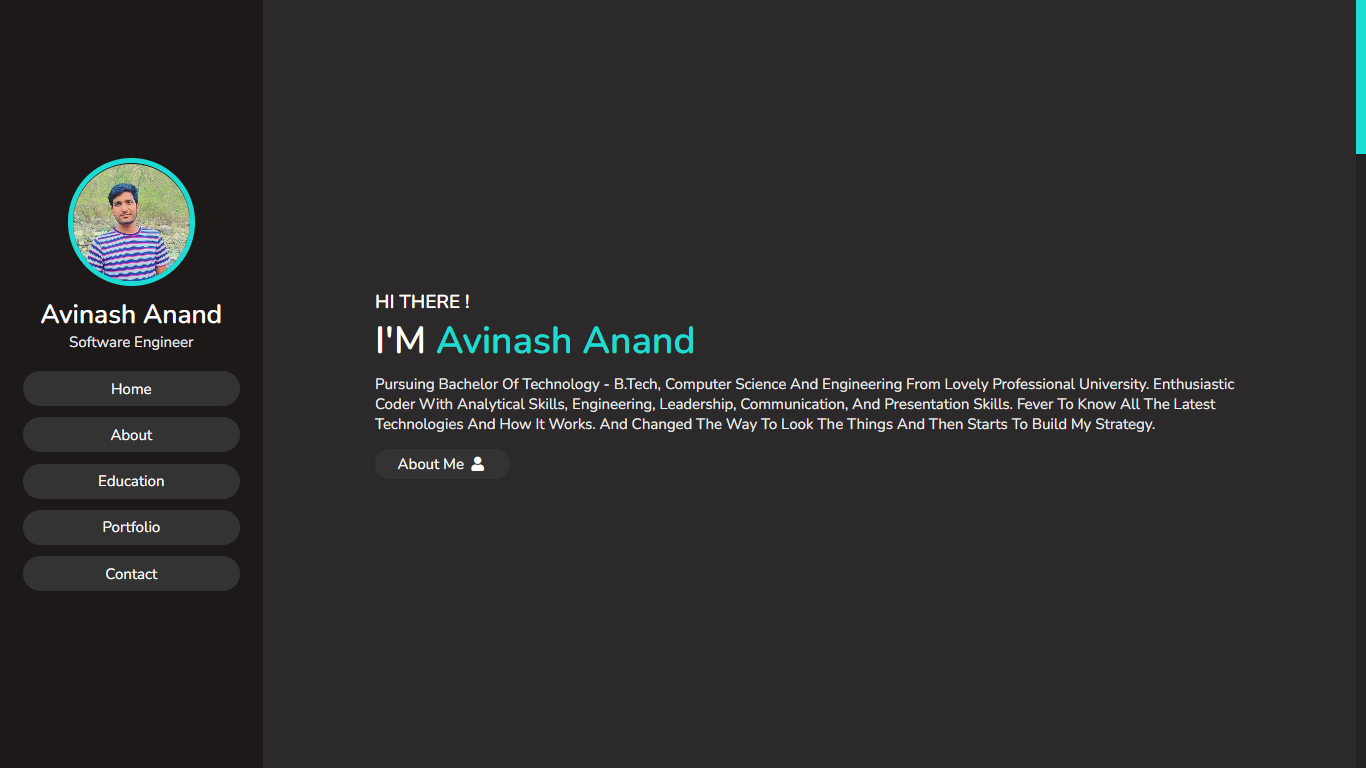 Avinash Anand
Software Engineer
Home
About
Education
Portfolio
Contact
HI THERE !
I'M Avinash Anand
Pursuing Bachelor Of Technology - B.Tech, Computer Science And Engineering From Lovely Professional University. Enthusiastic
Coder With Analytical Skills, Engineering, Leadership, Communication, And Presentation Skills. Fever To Know All The Latest
Technologies And How It Works. And Changed The Way To Look The Things And Then Starts To Build My Strategy.
About Me